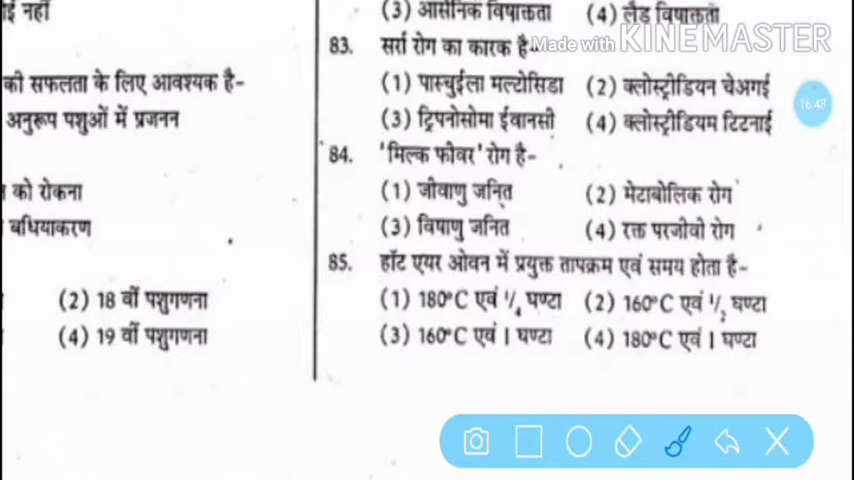 ई नहीं
की सफलता के लिए आवश्यक है-
अनुरूप पशुओं में प्रजनन
को रोकना
बधियाकरण
(2) 18 वीं पशुगणना
(4) 19 वीं पशुगणना
(3) आर्सेनिक विषाक्तता (4) लैड विषाक्तता
83. सर्रा रोग का कारक है-
(1) पास्चुईला मल्टोसिडा (2) क्लोस्ट्रीडियन चेअगई
(3) ट्रिपनोसोमा ईवानसी (4) क्लोस्ट्रीडियम टिटनाई
84. 'मिल्क फीवर' रोग है-
(1) जीवाणु जनित (2) मेटाबोलिक रोग
(3) विषाणु जनित (4) रक्त परजीवी रोग
85. हॉट एयर ओवन में प्रयुक्त तापक्रम एवं समय होता है-
(1) 180°C एवं 1/4 घण्टा (2) 160°C एवं 1/2 घण्टा
(3) 160°C एवं 1 घण्टा (4) 180°C एवं 1 घण्टा
Made with KINEMASTER
16:48